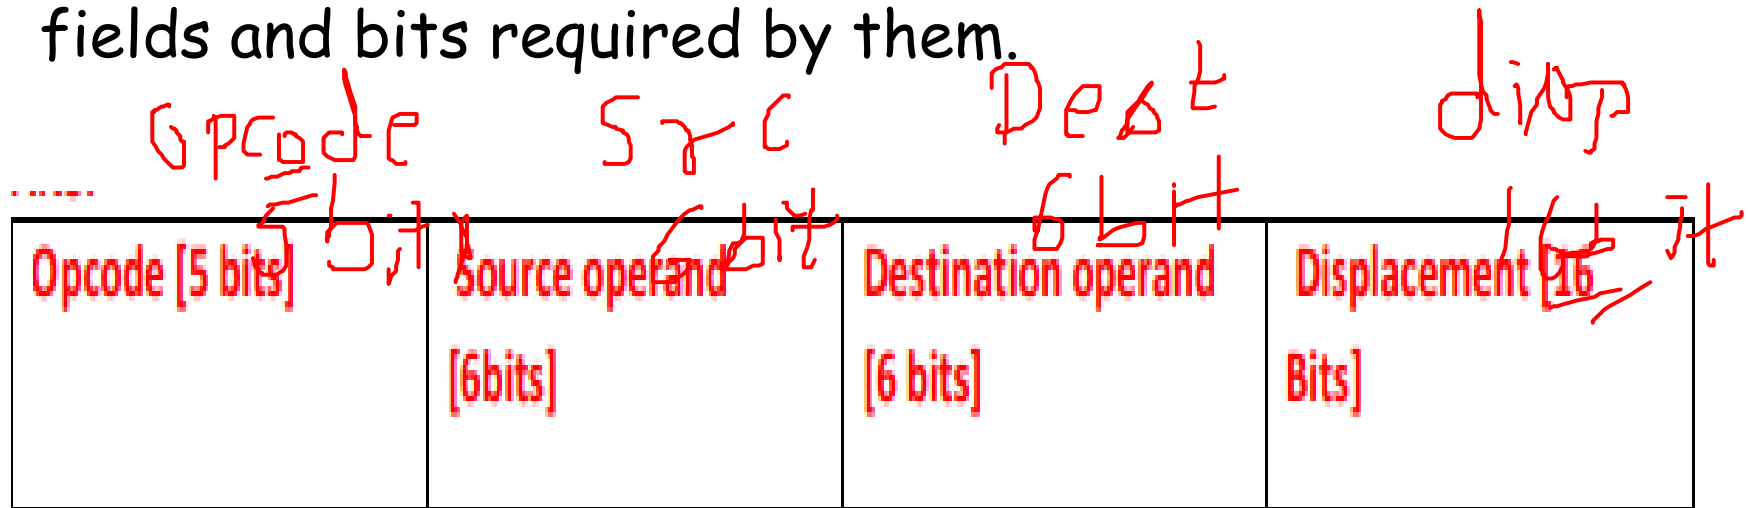 fields and bits required by them.
Opcode Src Dest disp
5bit 6bit 6bit 16bit
Opcode [5 bits] Source operand Destination operand Displacement [16
[6bits] [6 bits] Bits]